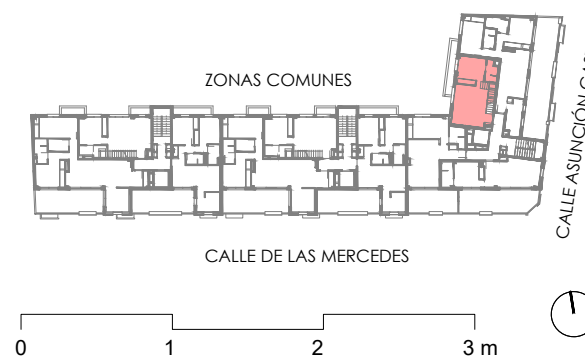 ZONAS COMUNES
CALLE ASUNCIÓN
CALLE DE LAS MERCEDES
0 1 2 3 m